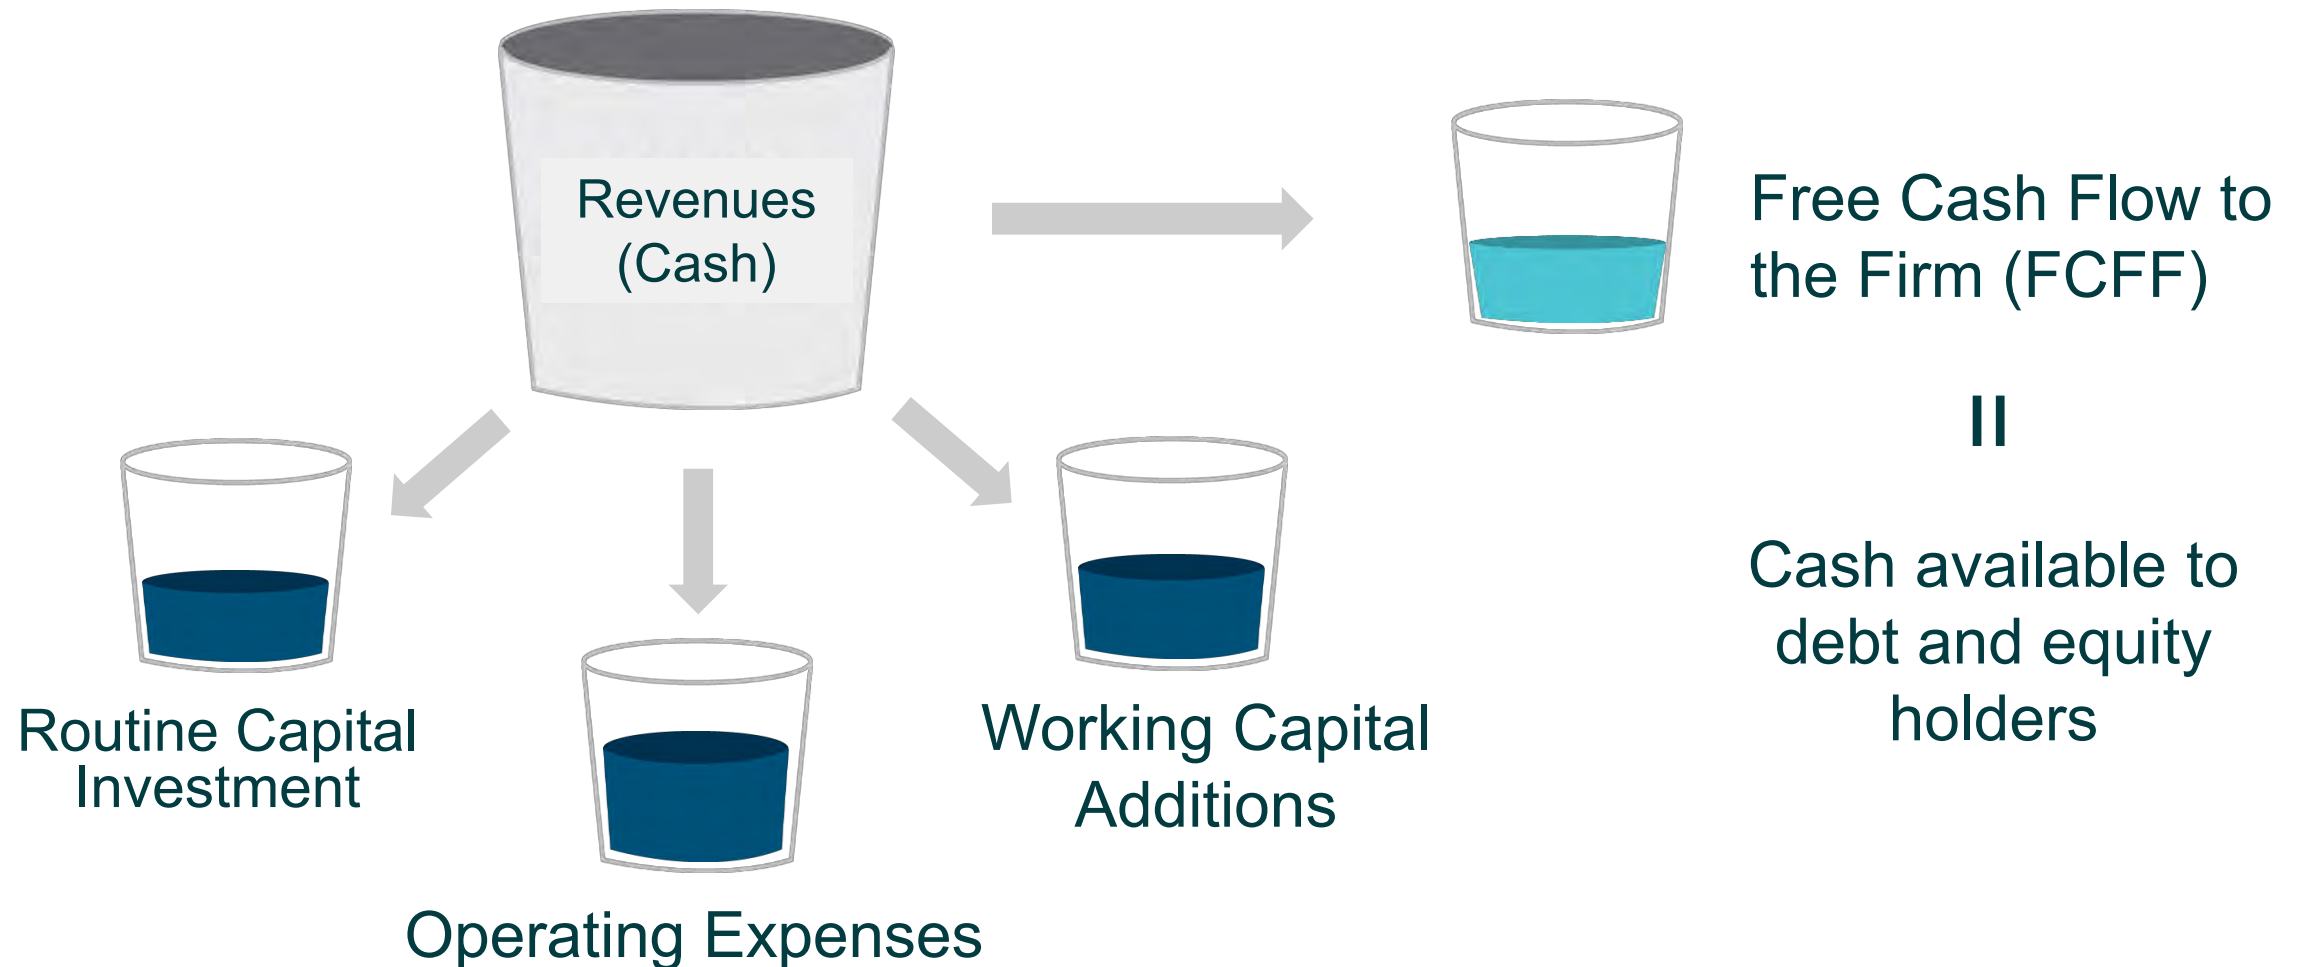 Revenues
(Cash)
Free Cash Flow to
the Firm (FCFF)
=
Cash available to
debt and equity
holders
Routine Capital
Investment
Working Capital
Additions
Operating Expenses